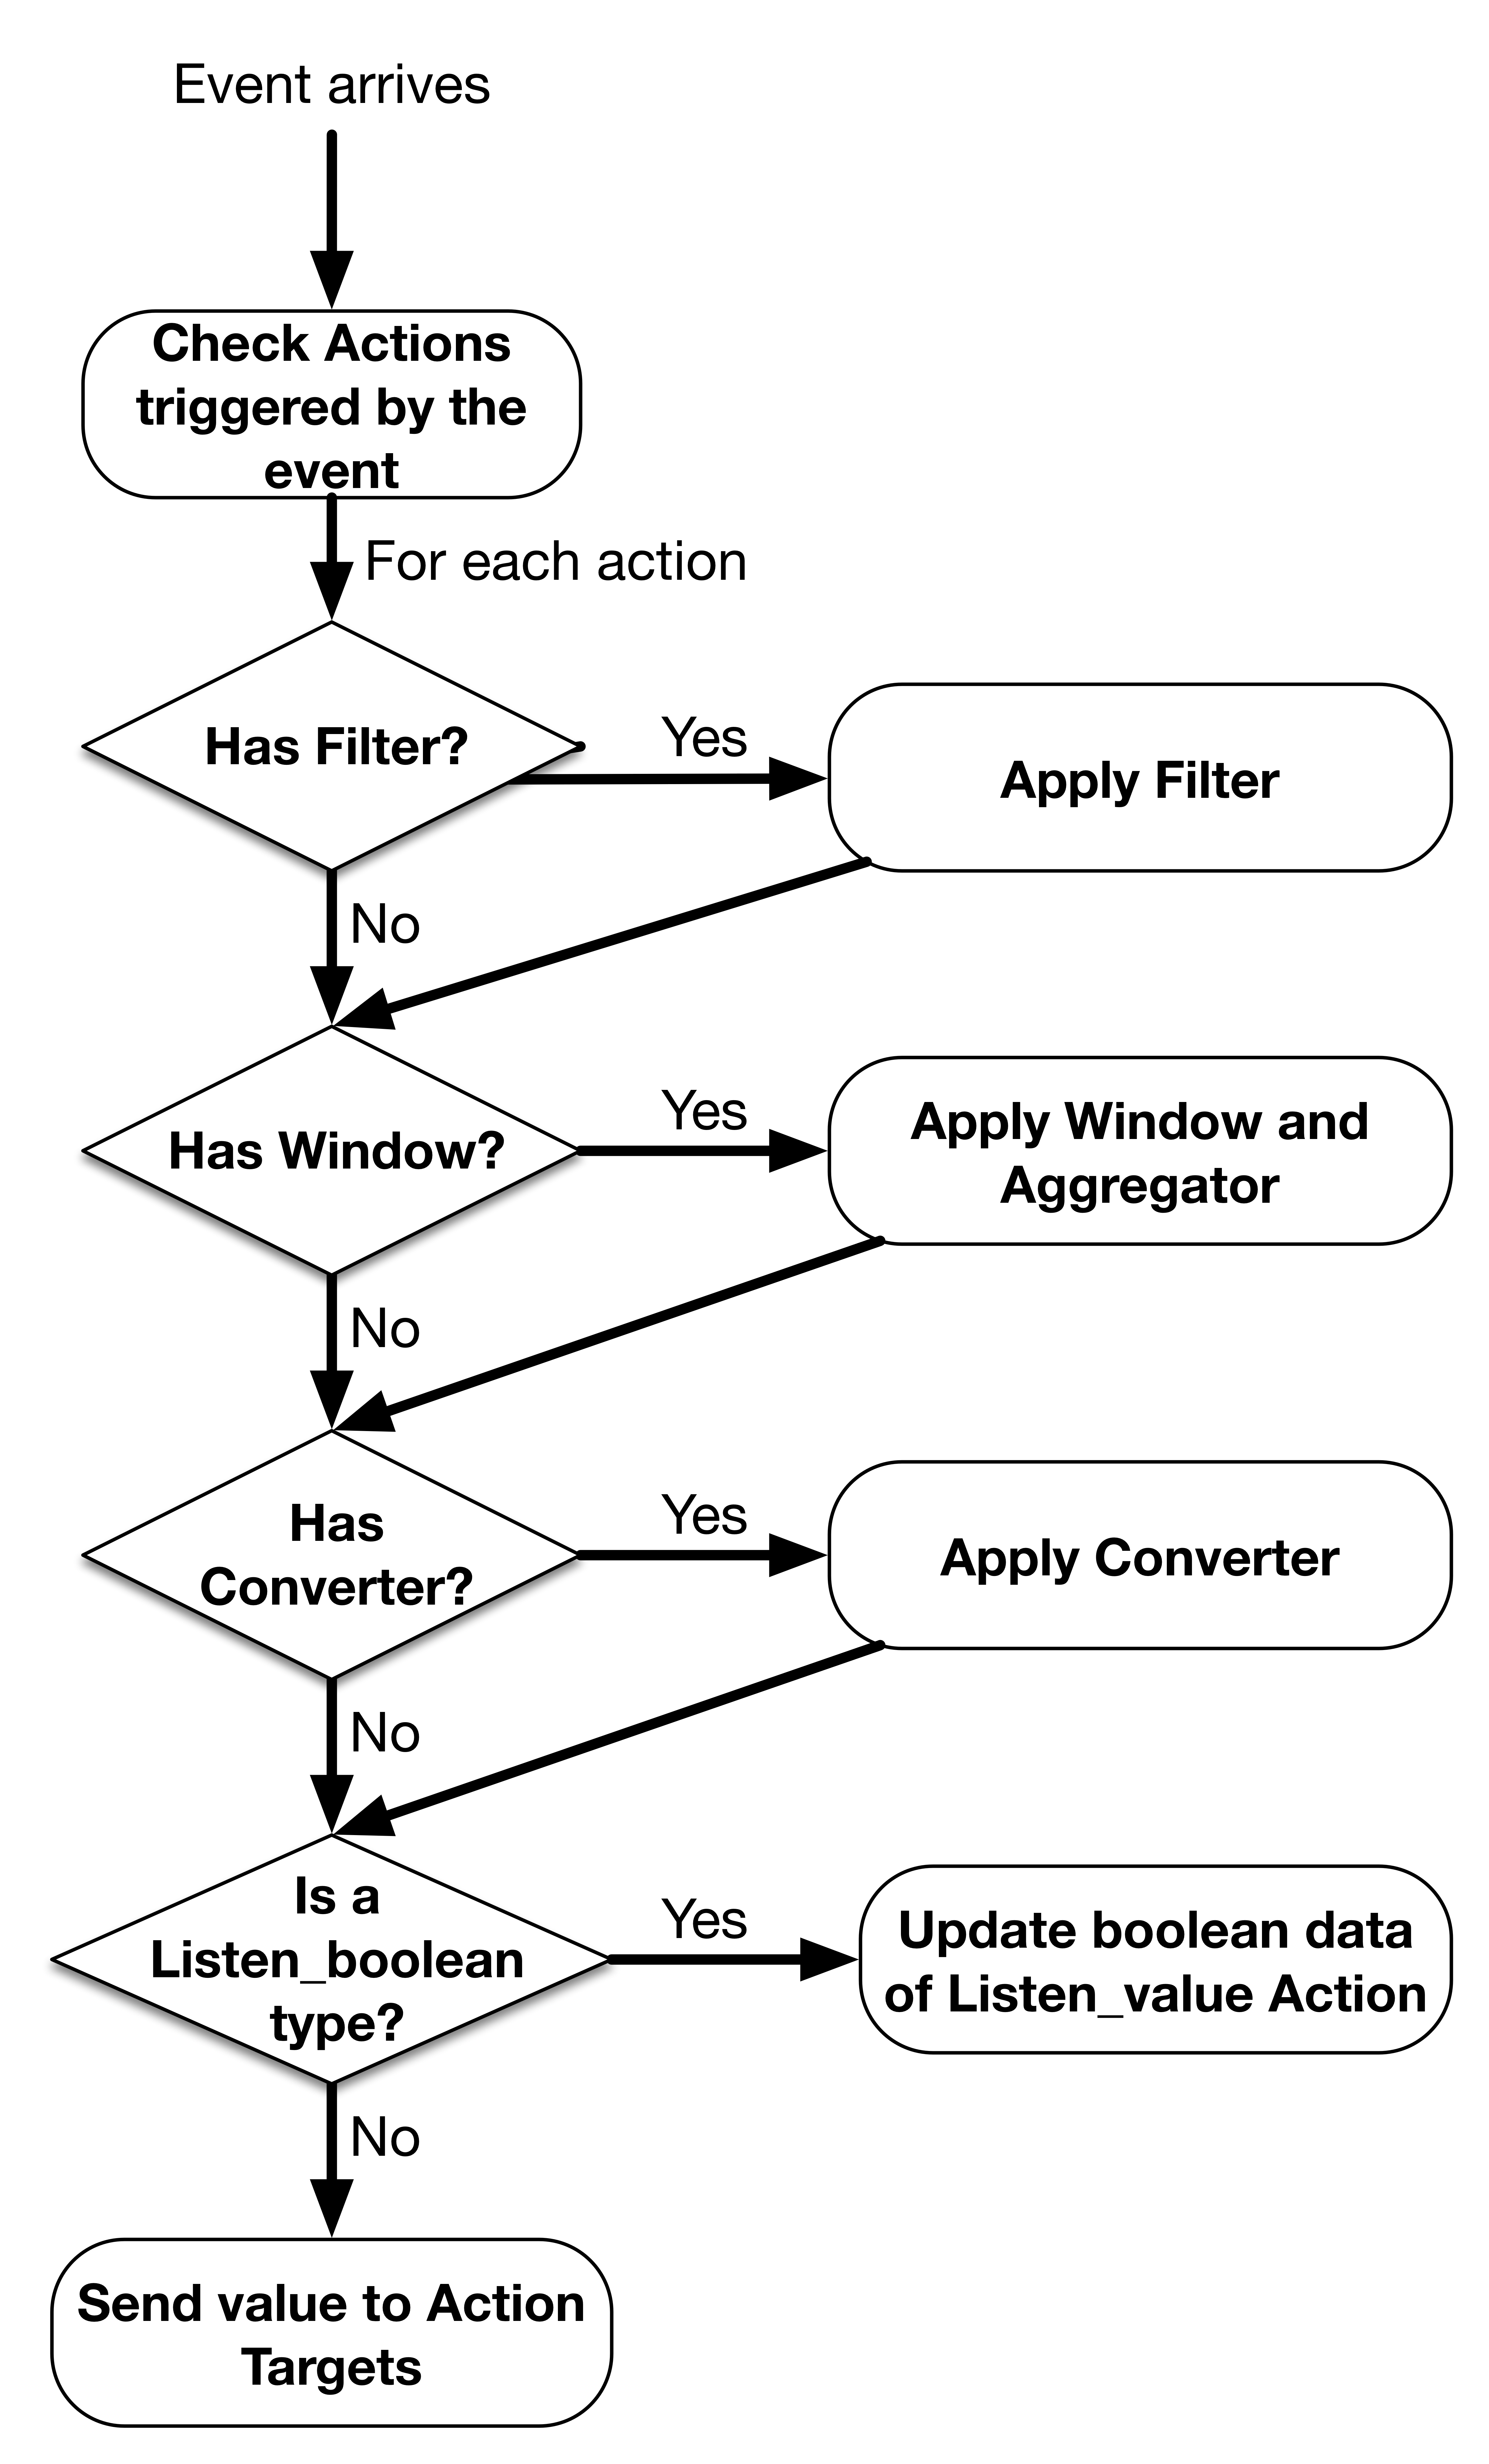 Event arrives
Check Actions
triggered by the
event
For each action
Has Filter?
Yes
Apply Filter
No
Has Window?
Yes
Apply Window and
Aggregator
No
Has
Converter?
Yes
Apply Converter
No
Is a
Listen_boolean
type?
Yes
Update boolean data
of Listen_value Action
No
Send value to Action
Targets